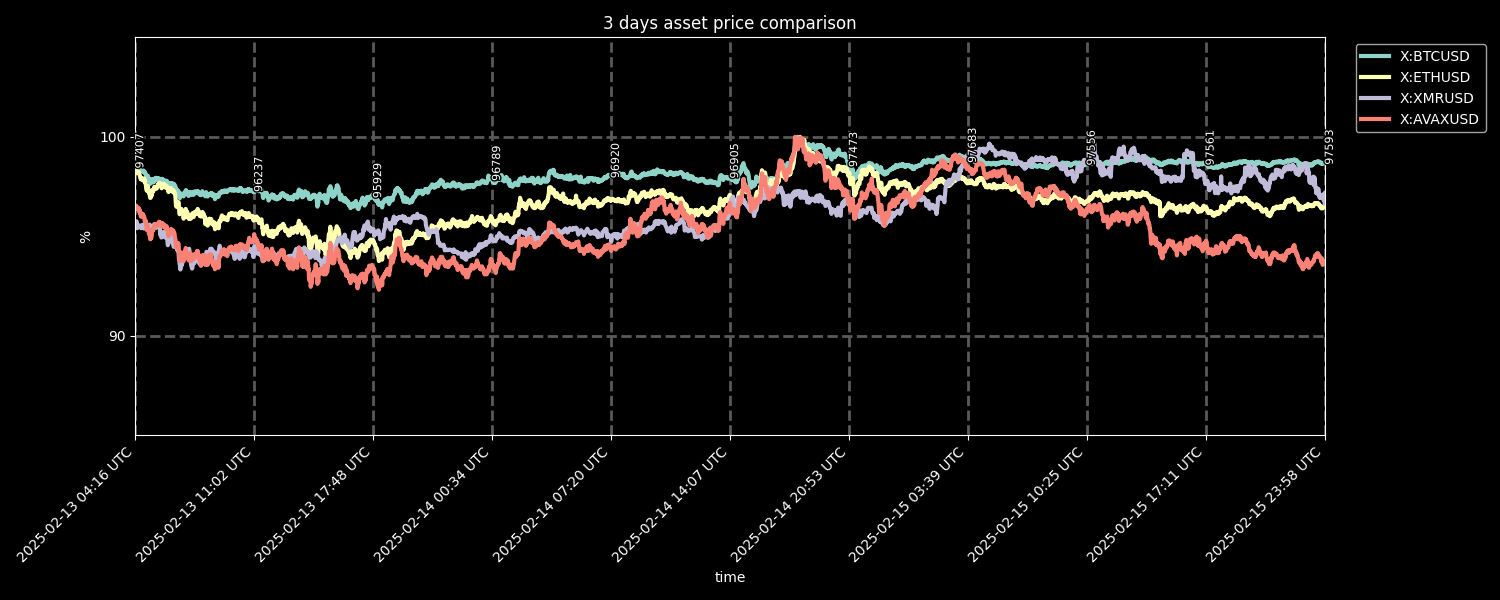 3 days asset price comparison
X:BTCUSD
X:ETHUSD
X:XMRUSD
X:AVAXUSD
100
90
%
97407
96237
95929
96789
96920
96905
97473
97683
97556
97561
97593
2025-02-13 04:16 UTC
2025-02-13 11:02 UTC
2025-02-13 17:48 UTC
2025-02-14 00:34 UTC
2025-02-14 07:20 UTC
2025-02-14 14:07 UTC
2025-02-14 20:53 UTC
2025-02-15 03:39 UTC
2025-02-15 10:25 UTC
2025-02-15 17:11 UTC
2025-02-15 23:58 UTC
time